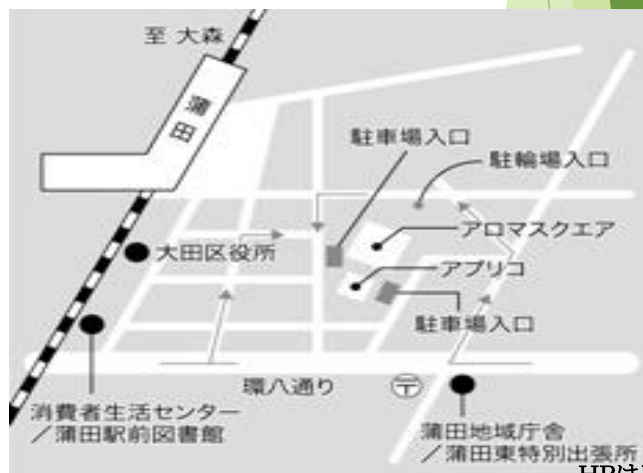 至 大森
蒲田
駐車場入口
駐輪場入口
アロマスクエア
大田区役所
アプリコ
駐車場入口
環八通り
〒
消費者生活センター
/蒲田駅前図書館
蒲田地域庁舎
/蒲田東特別出張所
HPは